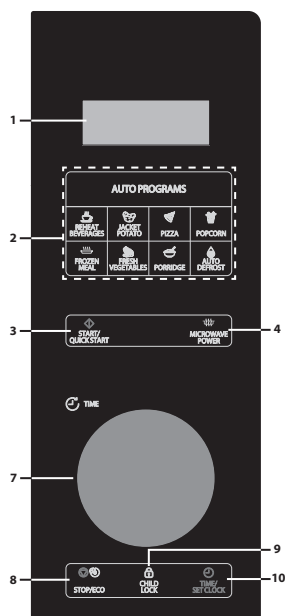 1
AUTO PROGRAMS
2
REHEAT
BEVERAGES
JACKET
POTATO
PIZZA
POPCORN
FROZEN
MEAL
FRESH
VEGETABLES
PORRIDGE
AUTO
DEFROST
3
START/
QUICK START
MICROWAVE
POWER
4
TIME
7
9
8
STOP/ECO
CHILD
LOCK
TIME/
SET CLOCK
10